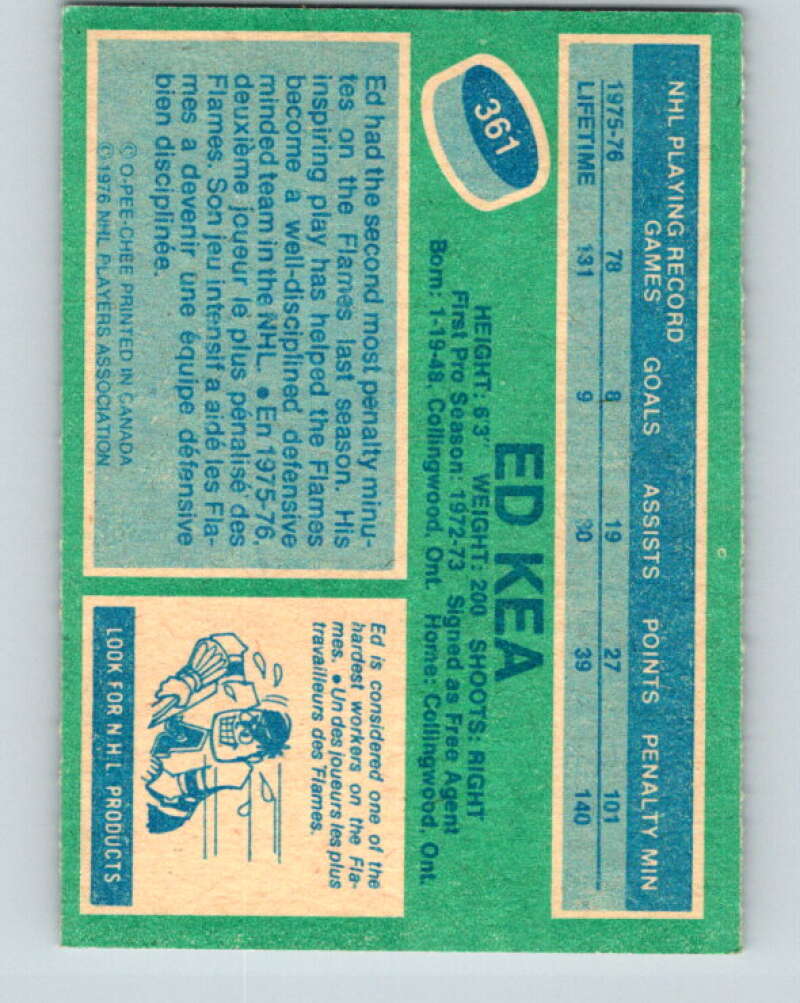 NHL PLAYING RECORD
GAMES GOALS ASSISTS POINTS PENALTY MIN
1975-76 78 8 19 27 101
LIFETIME 131 9 30 39 140
361
ED KEA
HEIGHT: 6'3" WEIGHT: 200 SHOOTS: RIGHT
First Pro Season: 1972-73 Signed as Free Agent
Born: 1-19-48, Collingwood, Ont. Home: Collingwood, Ont.
Ed had the second most penalty minu-
tes on the Flames last season. His
inspiring play has helped the Flames
become a well-disciplined defensive
minded team in the NHL. • En 1975-76,
deuxième joueur le plus pénalisé des
Flames. Son jeu intensif a aidé les Fla-
mes a devenir une équipe défensive
bien disciplinée.
© O-PEE-CHEE PRINTED IN CANADA
© 1976 NHL PLAYERS ASSOCIATION
Ed is considered one of the
hardest workers on the Fla-
mes. • Un des joueurs les plus
travailleurs des Flames.
LOOK FOR N H L PRODUCTS